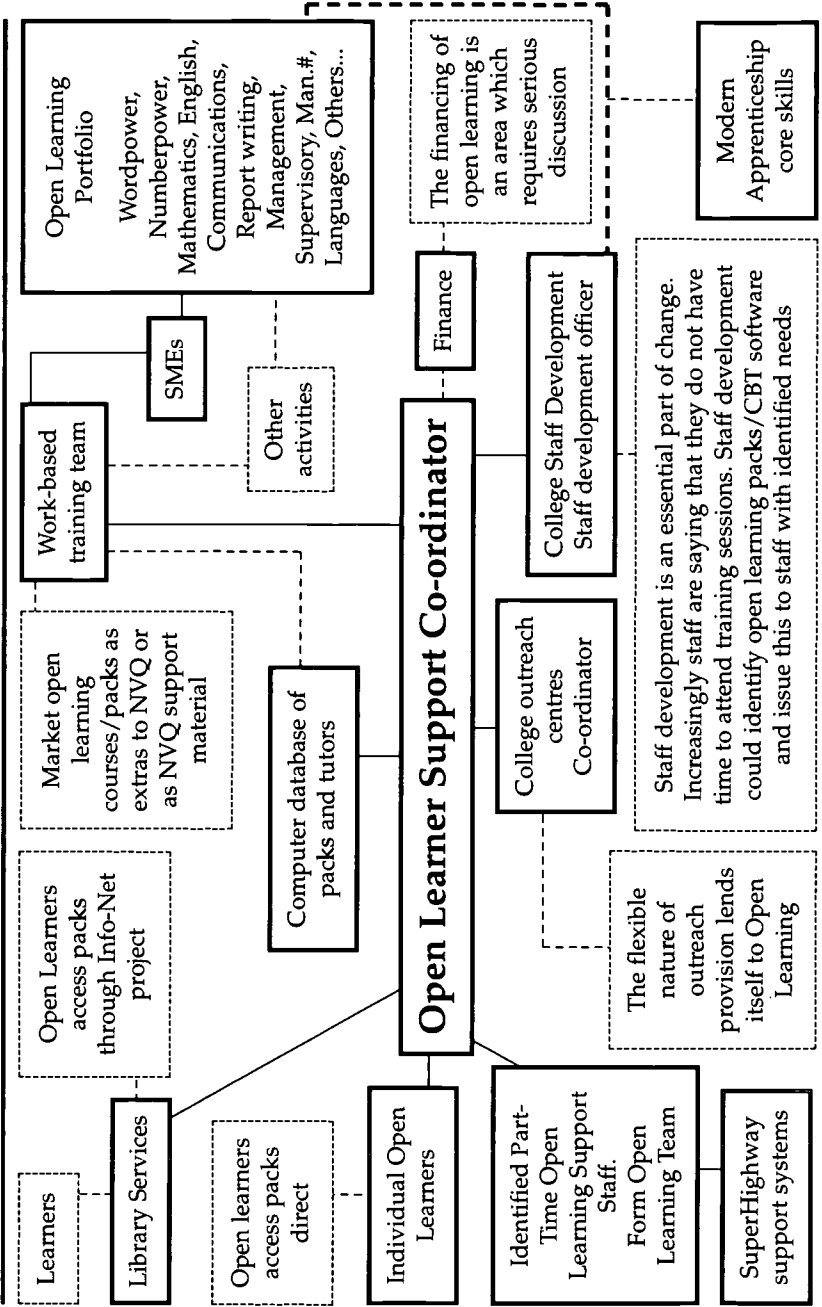 Learners
Library Services
Open Learners
access packs
through Info-Net
project
Open learners
access packs
direct
Individual Open
Learners
Identified Part-
Time Open
Learning Support
Staff.
Form Open
Learning Team
SuperHighway
support systems
Market open
learning
courses/packs as
extras to NVQ or
as NVQ support
material
Computer database of
packs and tutors
Open Learner Support Co-ordinator
College outreach
centres
Co-ordinator
The flexible
nature of
outreach
provision lends
itself to Open
Learning
Work-based
training team
SMEs
Other
activities
Open Learning
Portfolio
Wordpower,
Numberpower,
Mathematics, English,
Communications,
Report writing,
Management,
Supervisory, Man.#,
Languages, Others...
Finance
The financing of
open learning is
an area which
requires serious
discussion
College Staff Development
Staff development officer
Staff development is an essential part of change.
Increasingly staff are saying that they do not have
time to attend training sessions. Staff development
could identify open learning packs/CBT software
and issue this to staff with identified needs
Modern
Apprenticeship
core skills